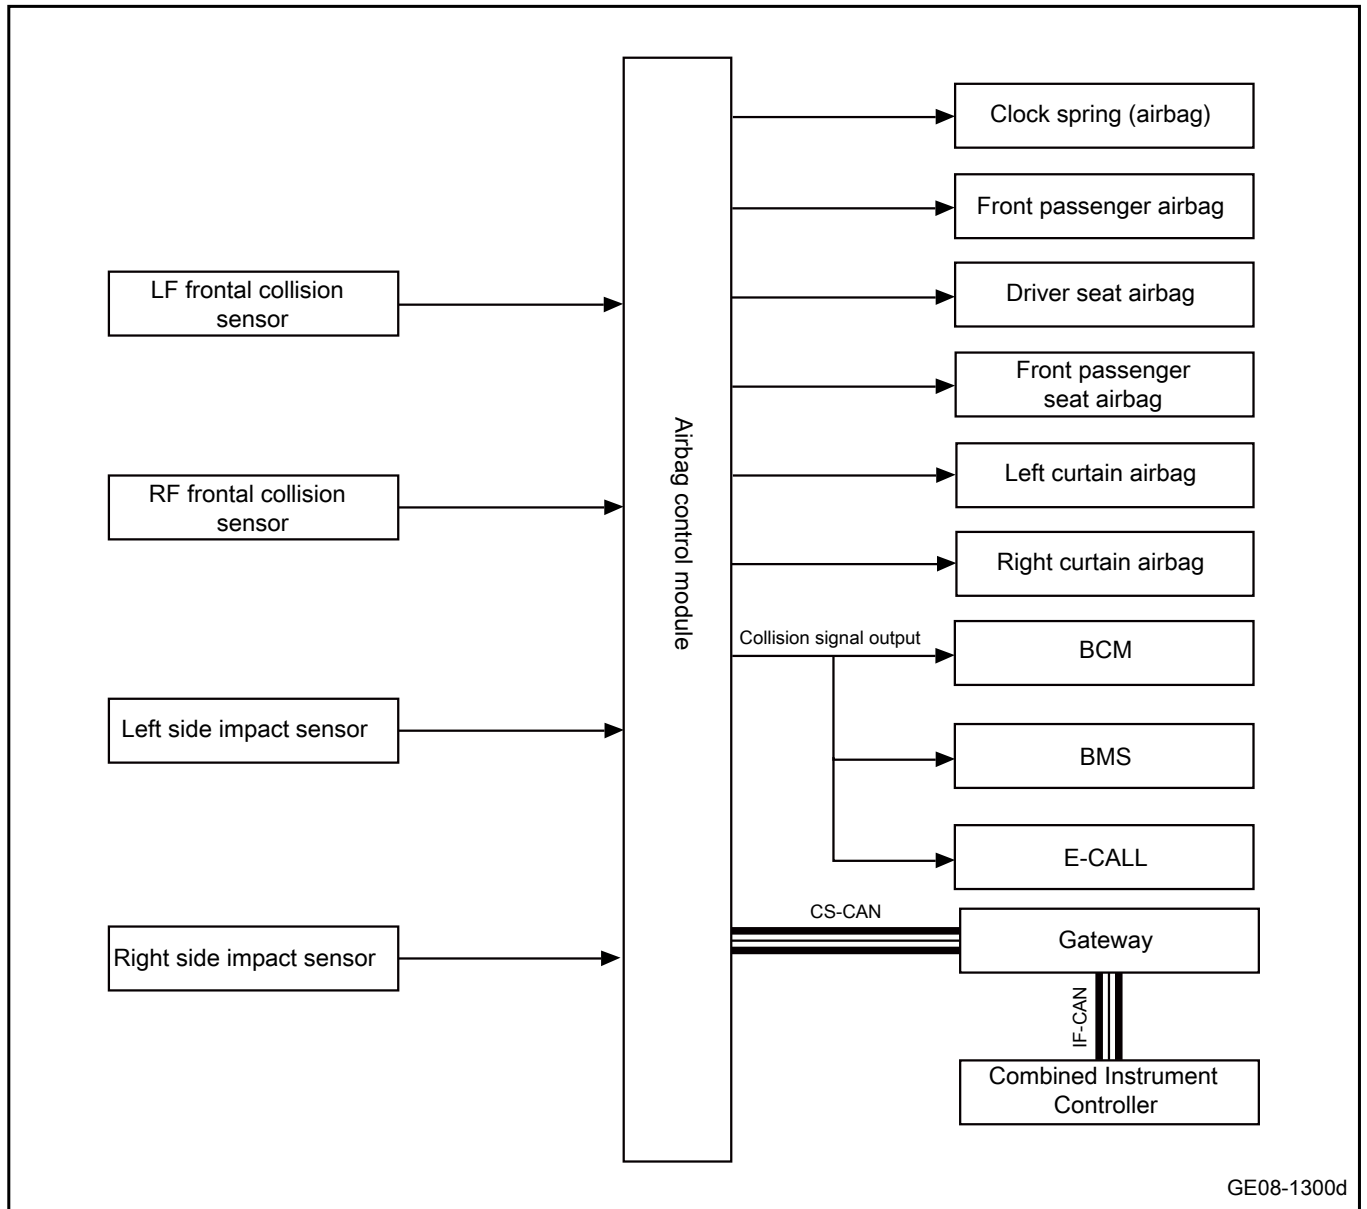 LF frontal collision
sensor
RF frontal collision
sensor
Left side impact sensor
Right side impact sensor
Airbag control module
Clock spring (airbag)
Front passenger airbag
Driver seat airbag
Front passenger
seat airbag
Left curtain airbag
Right curtain airbag
Collision signal output
BCM
BMS
E-CALL
CS-CAN
Gateway
IF-CAN
Combined Instrument
Controller
GE08-1300d